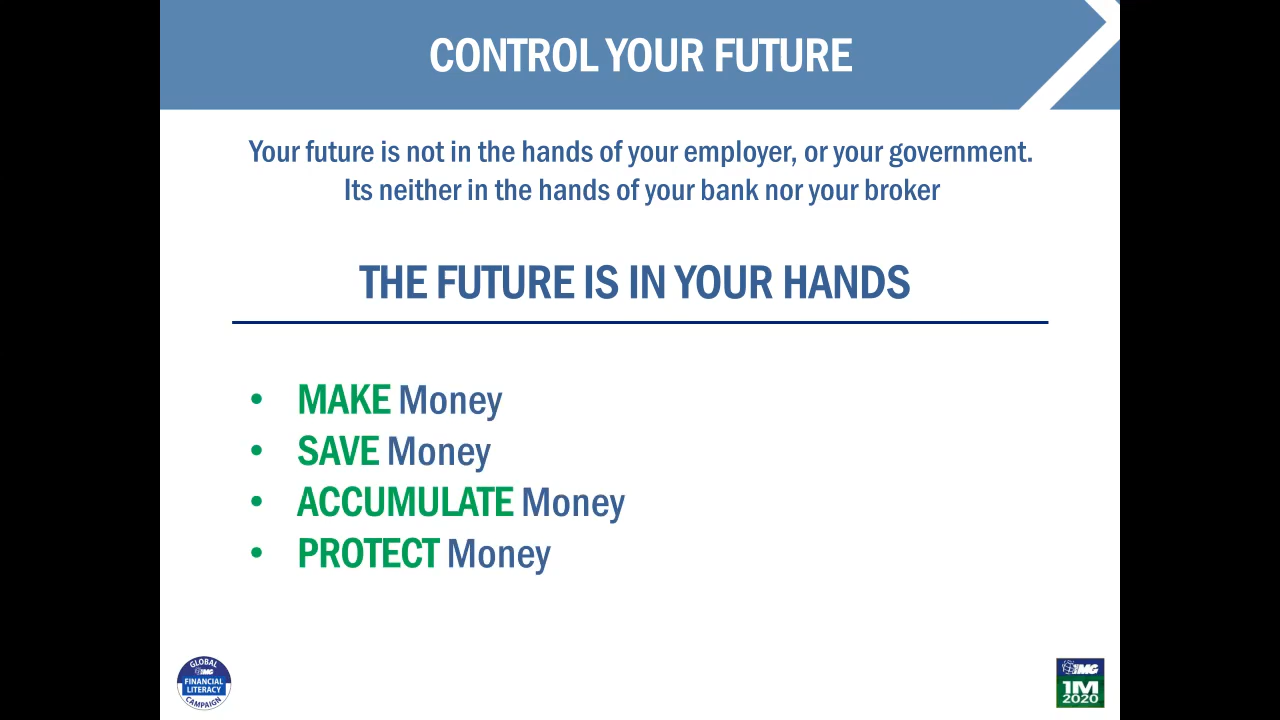 CONTROL YOUR FUTURE
Your future is not in the hands of your employer, or your government.
Its neither in the hands of your bank nor your broker
THE FUTURE IS IN YOUR HANDS
• MAKE Money
• SAVE Money
• ACCUMULATE Money
• PROTECT Money
GLOBAL
IMG
FINANCIAL
LITERACY
CAMPAIGN
IMG
1M
2020